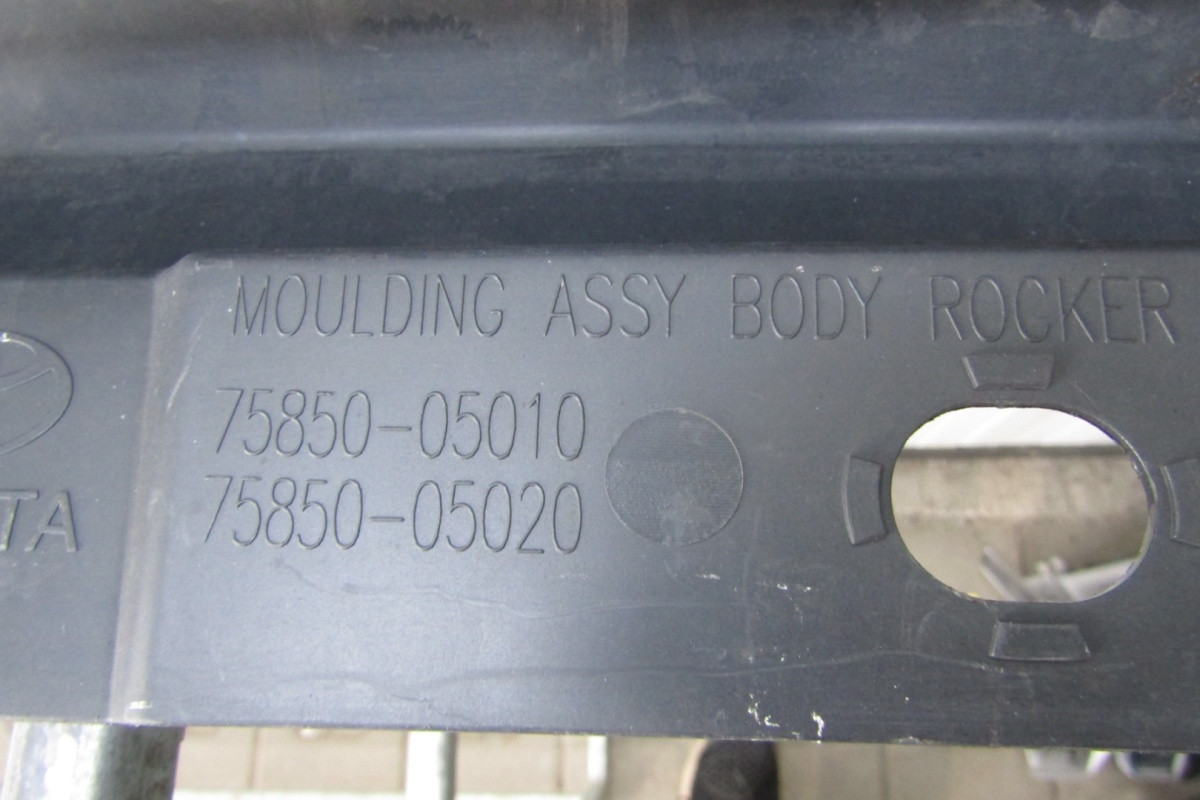 MOULDING ASSY BODY ROCKER
75850-05010
75850-05020
TA